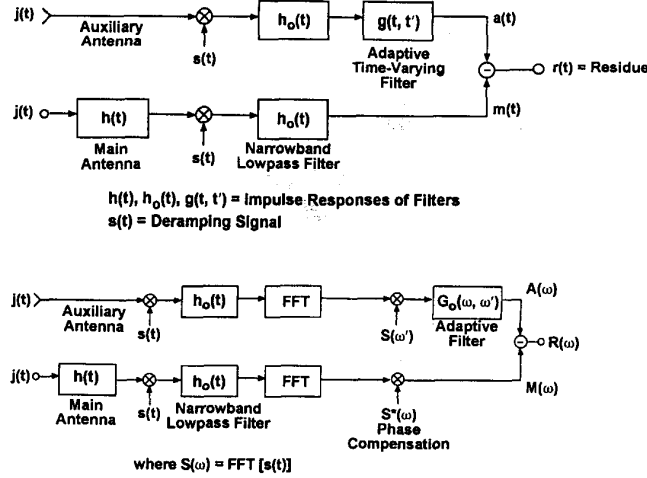 j(t)
Auxiliary
Antenna
s(t)
h₀(t)
g(t, t')
Adaptive
Time-Varying
Filter
a(t)
r(t) = Residue
j(t)
h(t)
Main
Antenna
s(t)
h₀(t)
Narrowband
Lowpass Filter
m(t)
h(t), h₀(t), g(t, t') = Impulse Responses of Filters
s(t) = Deramping Signal
j(t)
Auxiliary
Antenna
s(t)
h₀(t)
FFT
S(ω')
G₀(ω, ω')
Adaptive
Filter
A(ω)
R(ω)
j(t)
h(t)
Main
Antenna
s(t)
h₀(t)
Narrowband
Lowpass Filter
FFT
S*(ω)
Phase
Compensation
M(ω)
where S(ω) = FFT [s(t)]